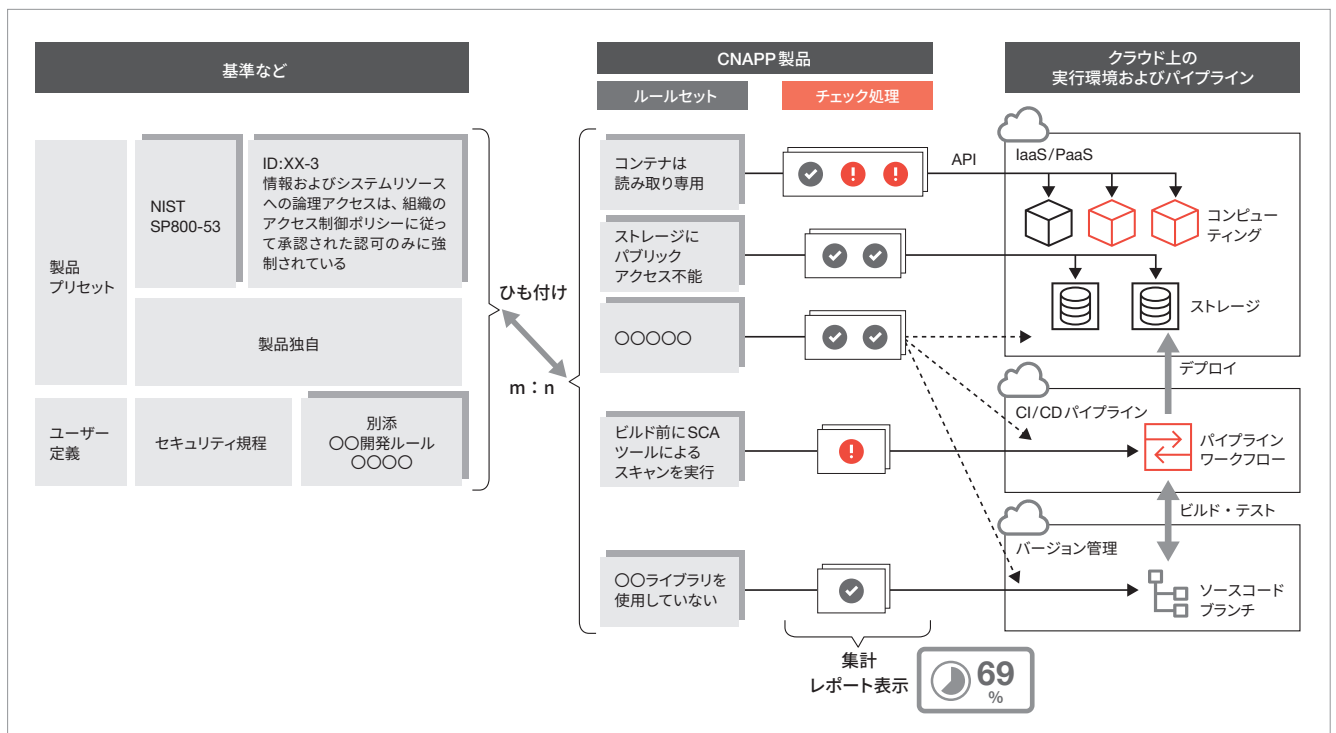 基準など
製品
プリセット
NIST
SP800-53
ID:XX-3
情報およびシステムリソース
への論理アクセスは、組織の
アクセス制御ポリシーに従っ
て承認された認可のみに強
制されている
製品独自
ユーザー
定義
セキュリティ規程
別添
〇〇開発ルール
〇〇〇〇
ひも付け
m：n
CNAPP製品
ルールセット
チェック処理
コンテナは
読み取り専用
ストレージに
パブリック
アクセス不能
〇〇〇〇〇
ビルド前にSCA
ツールによる
スキャンを実行
〇〇ライブラリを
使用していない
集計
レポート表示
69
%
API
クラウド上の
実行環境およびパイプライン
IaaS/PaaS
コンピュー
ティング
ストレージ
デプロイ
CI/CDパイプライン
パイプライン
ワークフロー
ビルド・テスト
バージョン管理
ソースコード
ブランチ